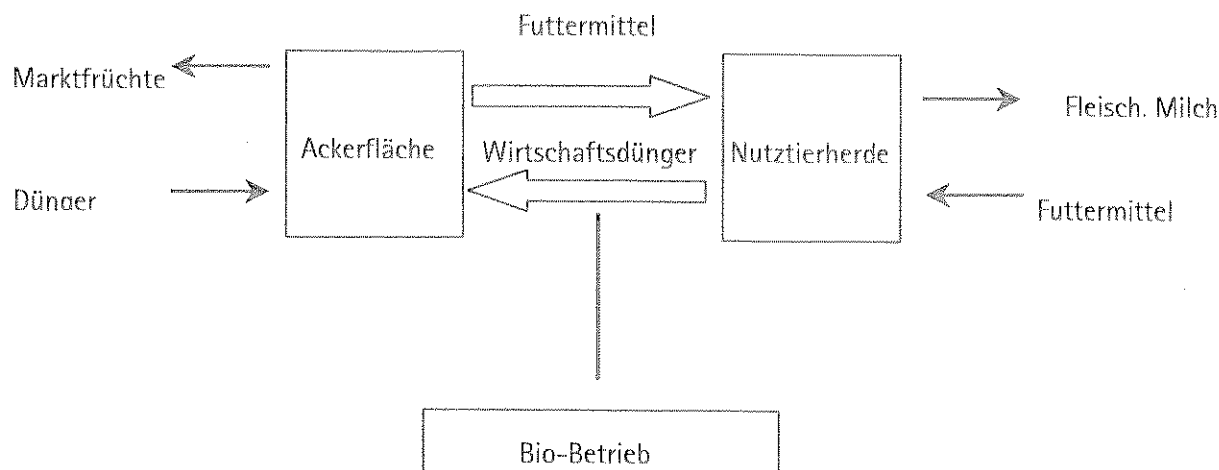 Futtermittel
Marktfrüchte
Fleisch. Milch
Ackerfläche
Wirtschaftsdünger
Nutztierherde
Dünger
Futtermittel
Bio-Betrieb